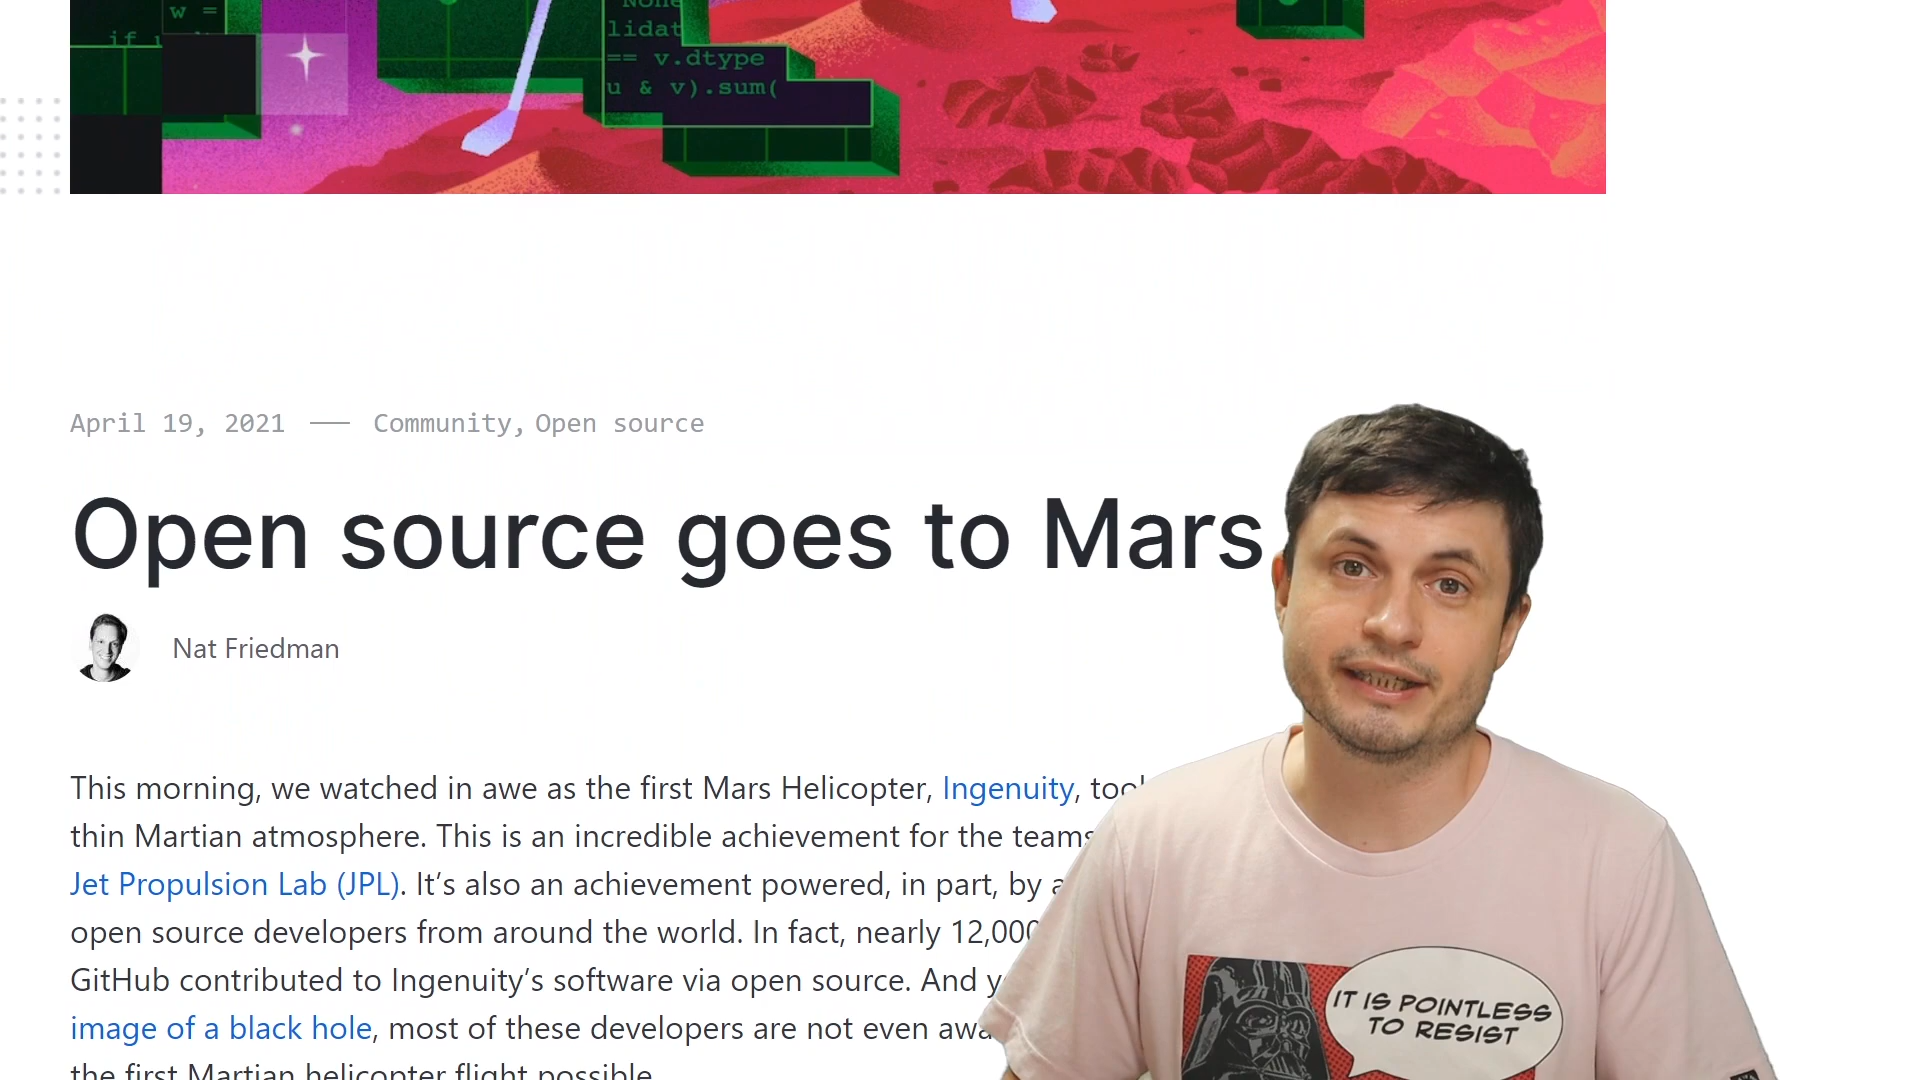 w =
if
None
lidat
== v.dtype
u & v).sum(
April 19, 2021 — Community, Open source
Open source goes to Mars
Nat Friedman
This morning, we watched in awe as the first Mars Helicopter, Ingenuity,
thin Martian atmosphere. This is an incredible achievement for the teams
Jet Propulsion Lab (JPL). It’s also an achievement powered, in part, by
open source developers from around the world. In fact, nearly 12,000
GitHub contributed to Ingenuity’s software via open source. And
image of a black hole, most of these developers are not even
the first Martian helicopter flight possible.
IT IS POINTLESS
TO RESIST